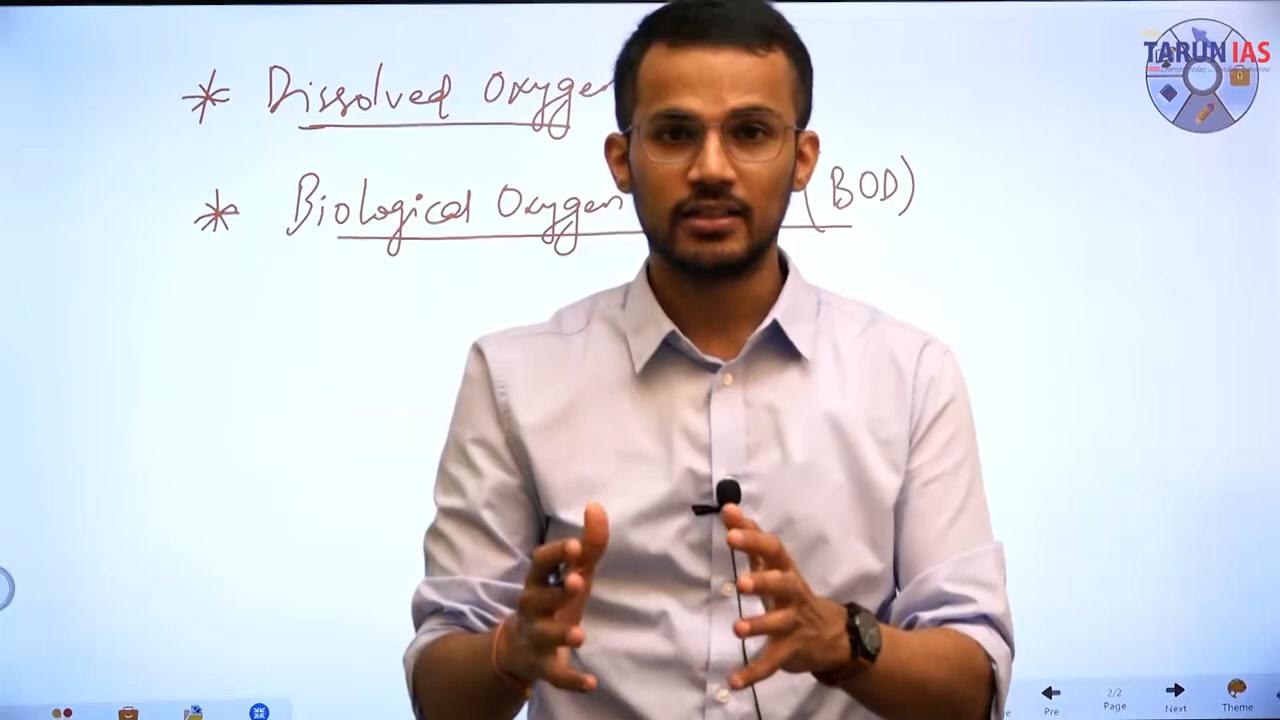 * Dissolved Oxygen
* Biological Oxygen (BOD)
TARUN IAS
Pre
2/2
Page
Next
Theme